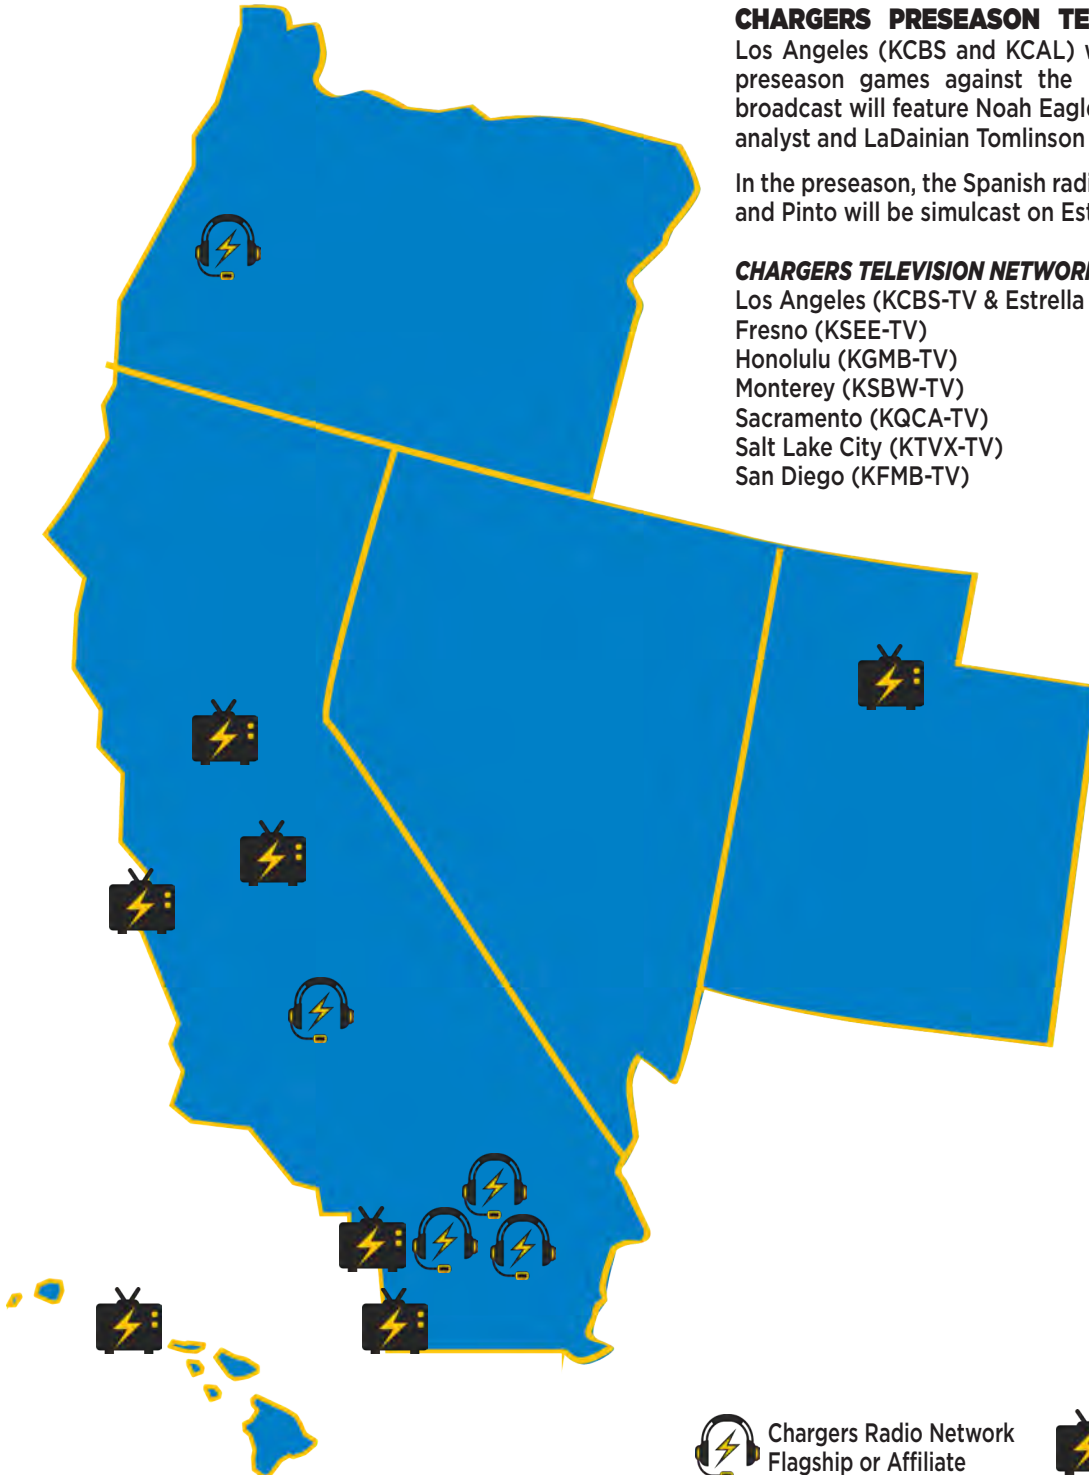 CHARGERS PRESEASON TE
Los Angeles (KCBS and KCAL)
preseason games against the
broadcast will feature Noah Eagle
analyst and LaDainian Tomlinson
In the preseason, the Spanish radi
and Pinto will be simulcast on Est
CHARGERS TELEVISION NETWORK
Los Angeles (KCBS-TV & Estrella
Fresno (KSEE-TV)
Honolulu (KGMB-TV)
Monterey (KSBW-TV)
Sacramento (KQCA-TV)
Salt Lake City (KTVX-TV)
San Diego (KFMB-TV)
Chargers Radio Network
Flagship or Affiliate